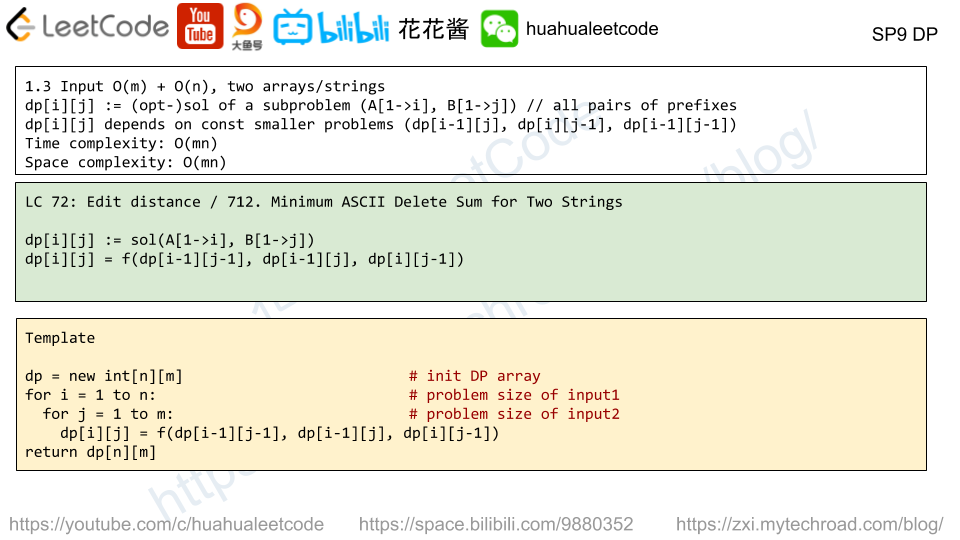 LeetCode You Tube 大鱼号 bilibili 花花酱 huahualeetcode
SP9 DP
1.3 Input O(m) + O(n), two arrays/strings
dp[i][j] := (opt-)sol of a subproblem (A[1->i], B[1->j]) // all pairs of prefixes
dp[i][j] depends on const smaller problems (dp[i-1][j], dp[i][j-1], dp[i-1][j-1])
Time complexity: O(mn)
Space complexity: O(mn)
LC 72: Edit distance / 712. Minimum ASCII Delete Sum for Two Strings
dp[i][j] := sol(A[1->i], B[1->j])
dp[i][j] = f(dp[i-1][j-1], dp[i-1][j], dp[i][j-1])
Template
dp = new int[n][m] # init DP array
for i = 1 to n: # problem size of input1
for j = 1 to m: # problem size of input2
dp[i][j] = f(dp[i-1][j-1], dp[i-1][j], dp[i][j-1])
return dp[n][m]
https://youtube.com/c/huahualeetcode https://space.bilibili.com/9880352 https://zxi.mytechroad.com/blog/